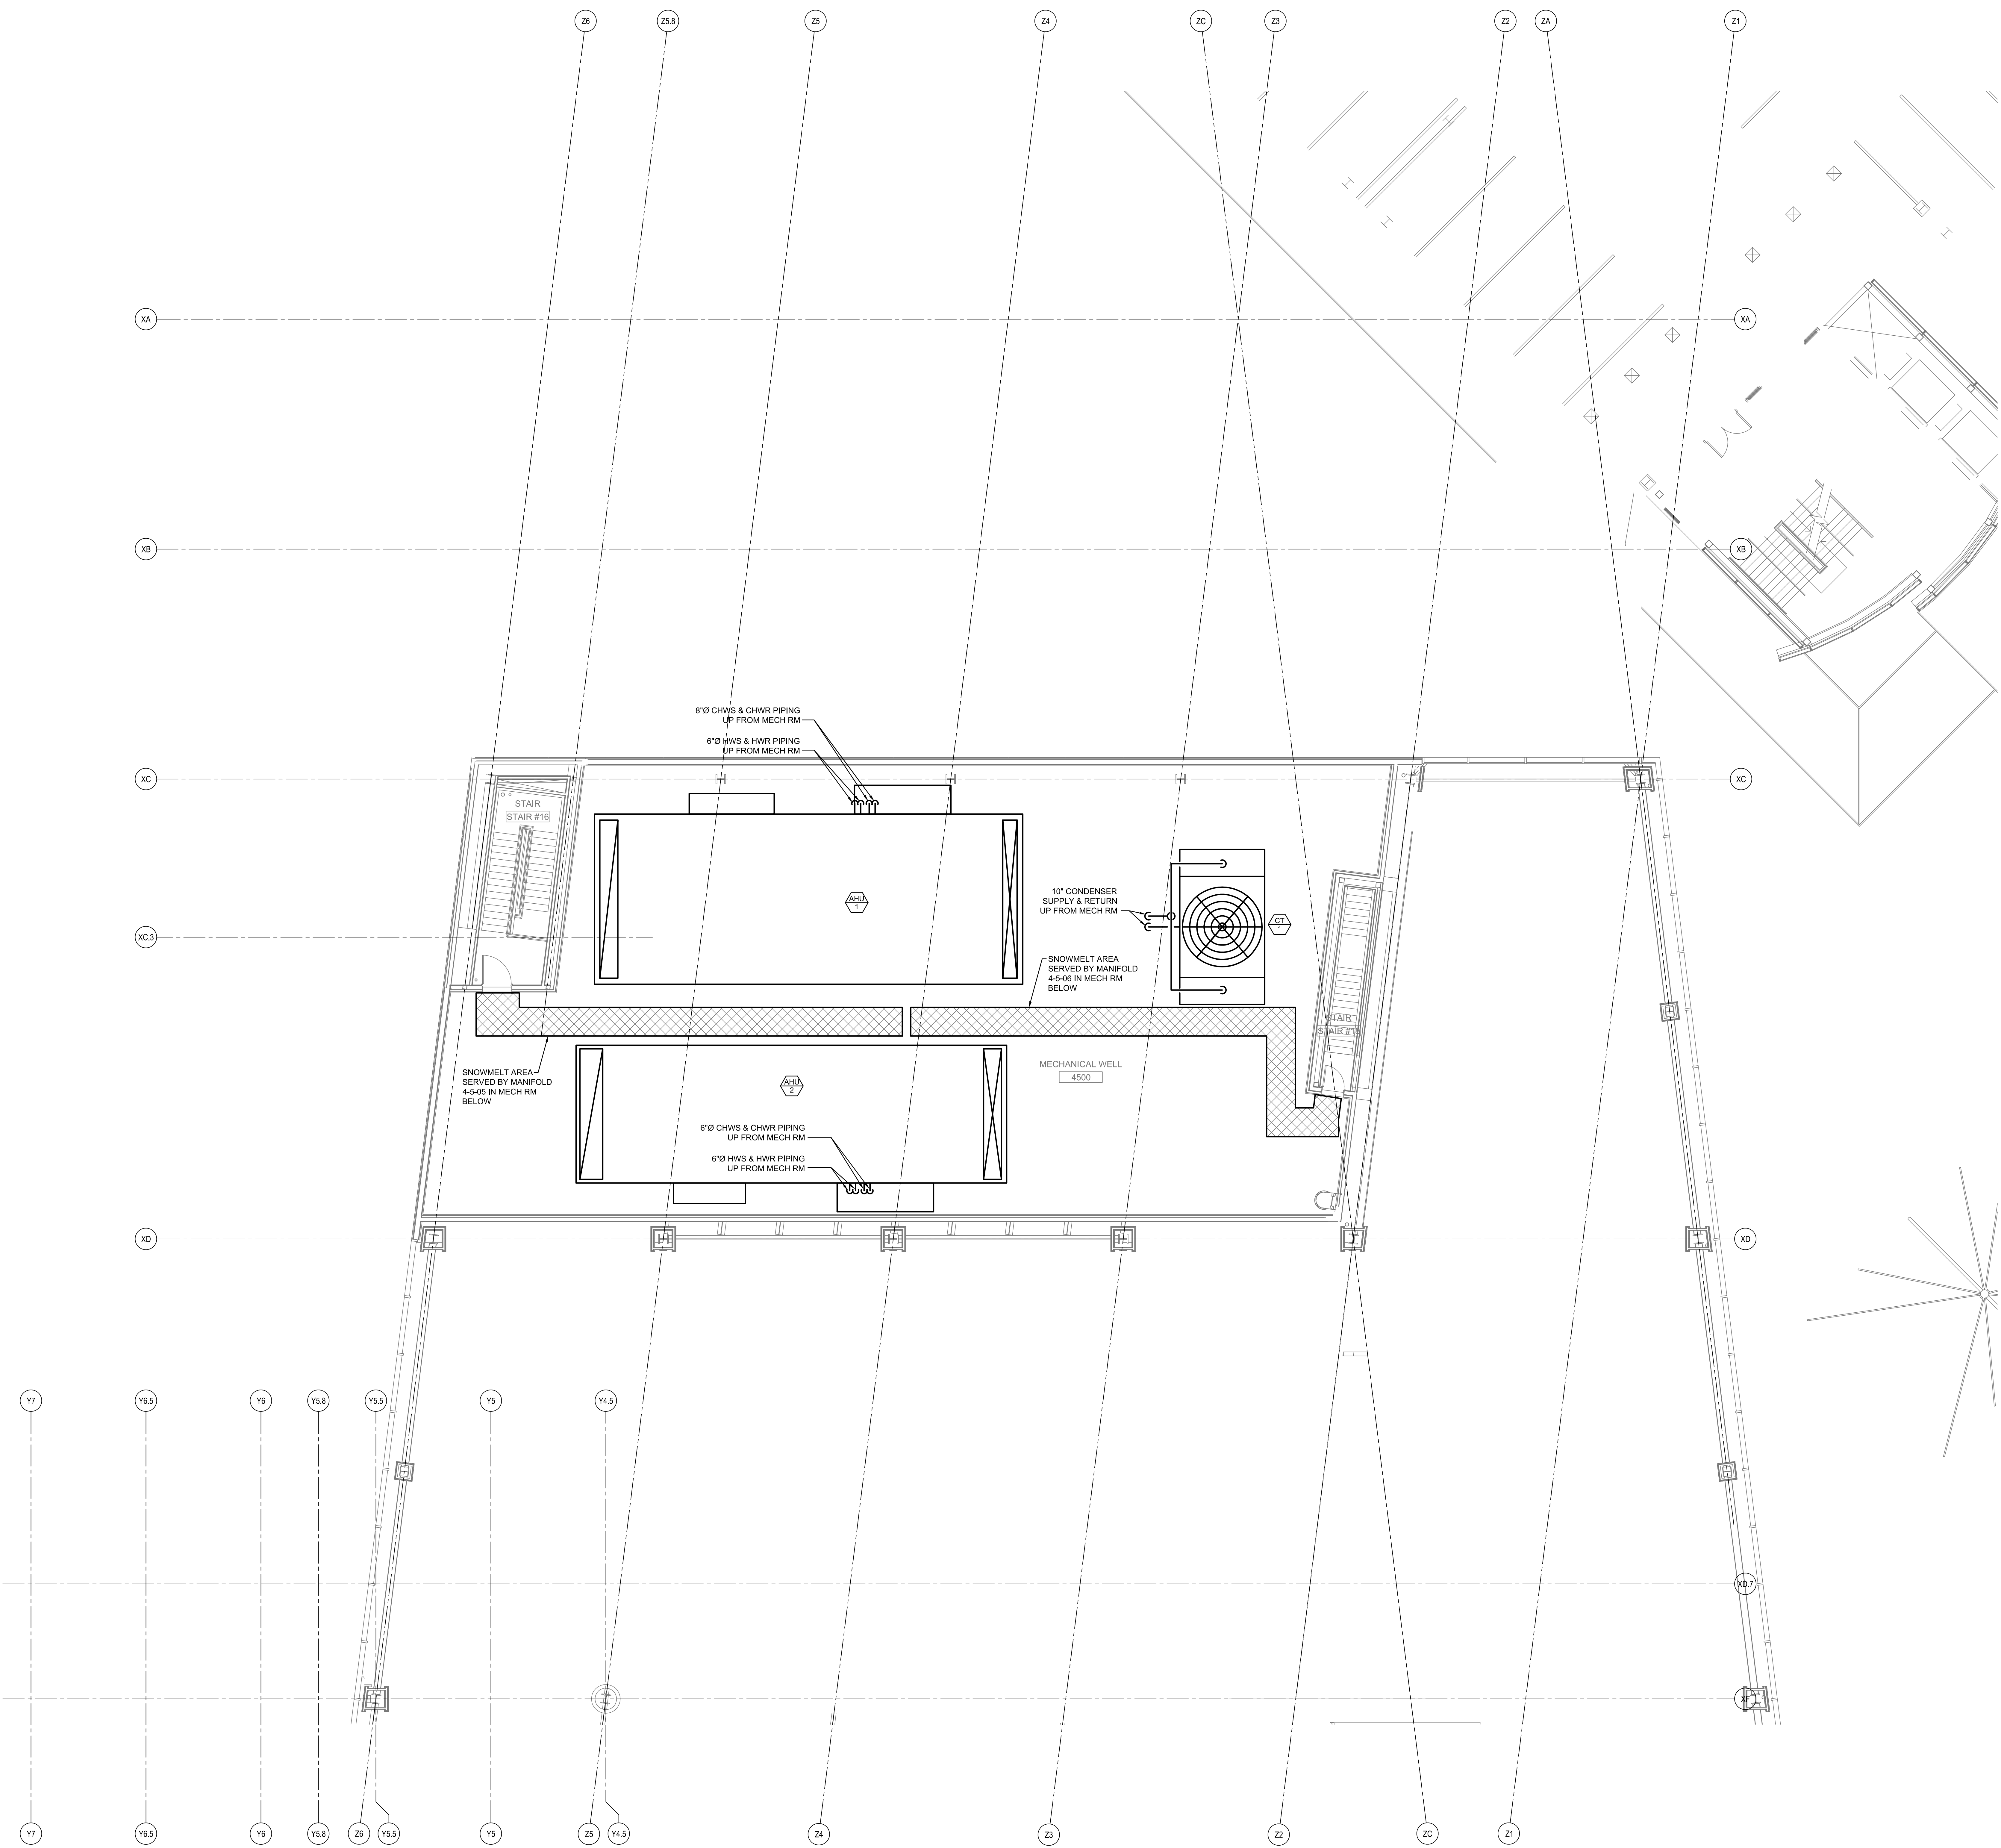 Z6
Z5.8
Z5
Z4
ZC
Z3
Z2
ZA
Z1
XA
XA
XB
XB
8"Ø CHWS & CHWR PIPING
UP FROM MECH RM
6"Ø HWS & HWR PIPING
UP FROM MECH RM
XC
XC
STAIR
STAIR #16
AHU
1
10" CONDENSER
SUPPLY & RETURN
UP FROM MECH RM
CT
1
XC.3
SNOWMELT AREA
SERVED BY MANIFOLD
4-5-06 IN MECH RM
BELOW
STAIR
STAIR #18
MECHANICAL WELL
4500
SNOWMELT AREA
SERVED BY MANIFOLD
4-5-05 IN MECH RM
BELOW
AHU
2
6"Ø CHWS & CHWR PIPING
UP FROM MECH RM
6"Ø HWS & HWR PIPING
UP FROM MECH RM
XD
XD
Y7
Y6.5
Y6
Y5.8
Y5.5
Y5
Y4.5
XD.7
XF
Y7
Y6.5
Y6
Y5.8
Z6
Y5.5
Y5
Z5
Y4.5
Z4
Z3
Z2
ZC
Z1